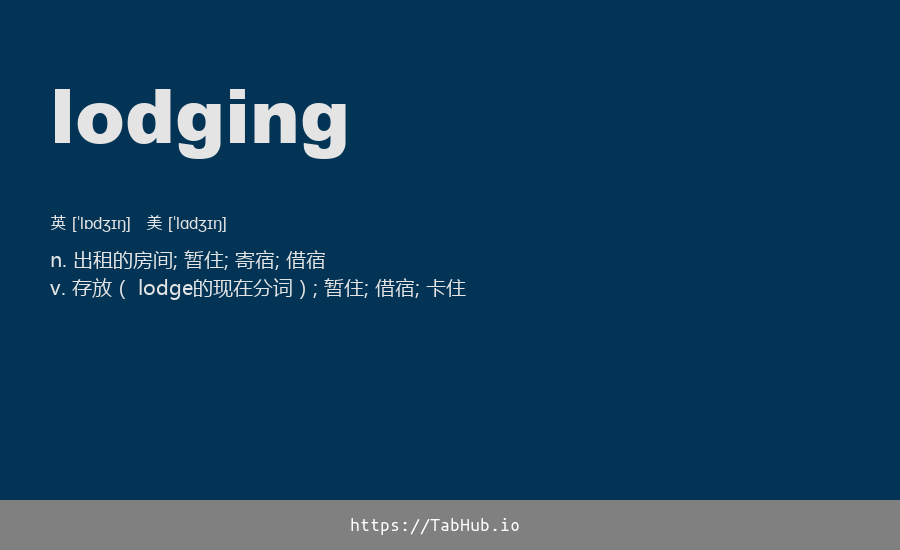 lodging
英 [ˈlɒdʒɪŋ] 美 [ˈlɑdʒɪŋ]
n. 出租的房间; 暂住; 寄宿; 借宿
v. 存放（ lodge的现在分词 ）; 暂住; 借宿; 卡住
https://TabHub.io